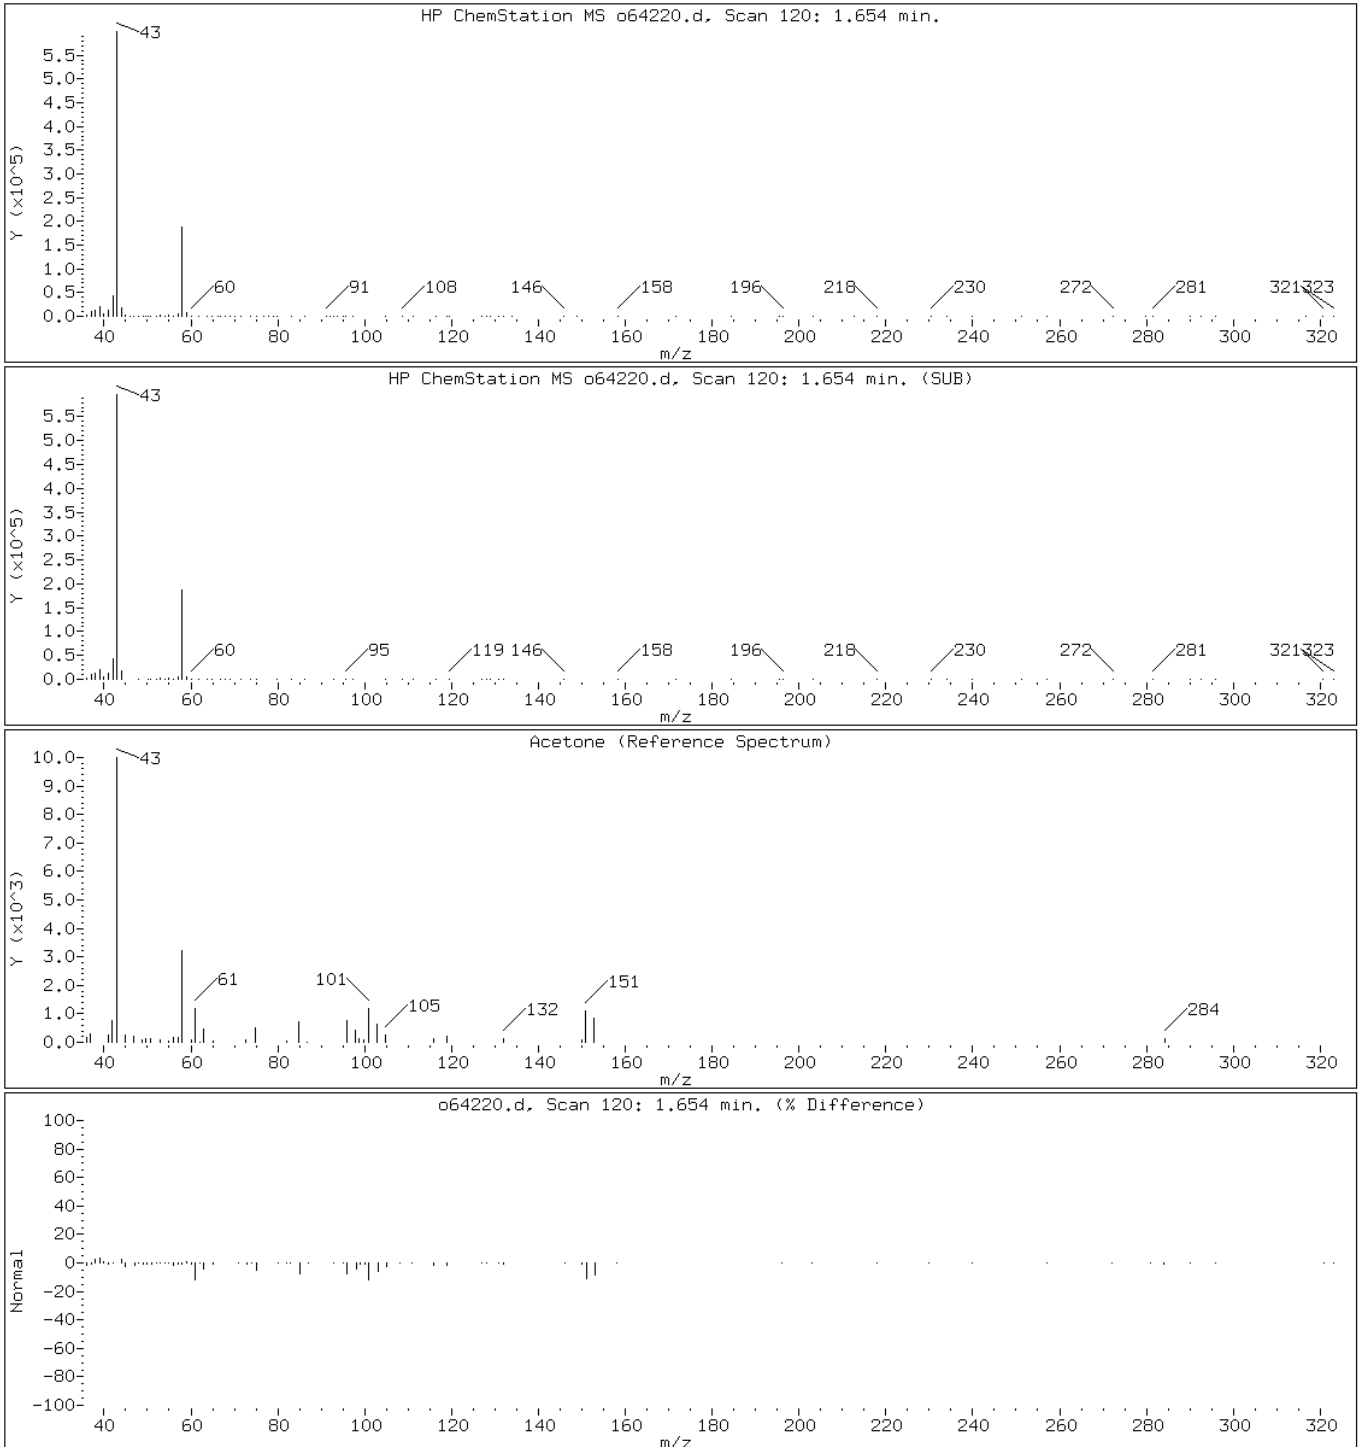 HP ChemStation MS o64220.d, Scan 120: 1.654 min.
43
5.5
5.0
4.5
4.0
3.5
3.0
2.5
2.0
1.5
1.0
0.5
0.0
Y (x10^5)
60 91 108 146 158 196 218 230 272 281 321 323
40 60 80 100 120 140 160 180 200 220 240 260 280 300 320
m/z
HP ChemStation MS o64220.d, Scan 120: 1.654 min. (SUB)
43
5.5
5.0
4.5
4.0
3.5
3.0
2.5
2.0
1.5
1.0
0.5
0.0
Y (x10^5)
60 95 119 146 158 196 218 230 272 281 321 323
40 60 80 100 120 140 160 180 200 220 240 260 280 300 320
m/z
Acetone (Reference Spectrum)
43
10.0
9.0
8.0
7.0
6.0
5.0
4.0
3.0
2.0
1.0
0.0
Y (x10^3)
61 101 105 132 151 284
40 60 80 100 120 140 160 180 200 220 240 260 280 300 320
m/z
o64220.d, Scan 120: 1.654 min. (% Difference)
100
80
60
40
20
0
-20
-40
-60
-80
-100
Normal
40 60 80 100 120 140 160 180 200 220 240 260 280 300 320
m/z